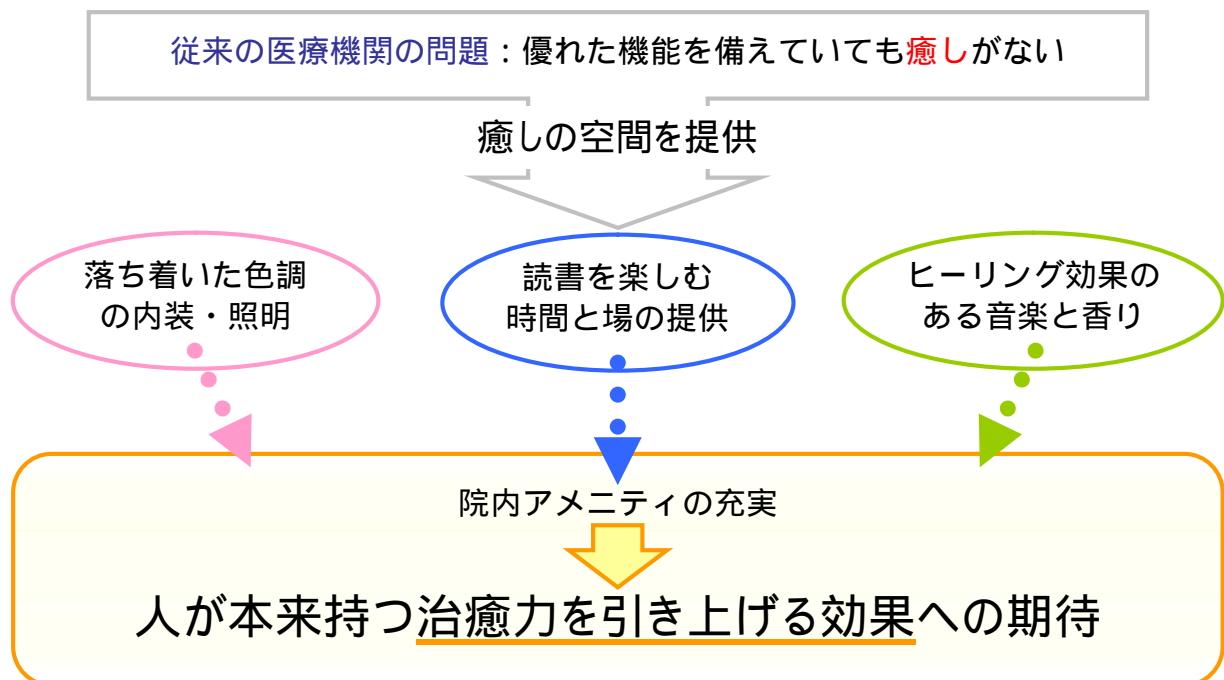 従来の医療機関の問題：優れた機能を備えていても癒しがない
癒しの空間を提供
落ち着いた色調
の内装・照明
読書を楽しむ
時間と場の提供
ヒーリング効果の
ある音楽と香り
院内アメニティの充実
人が本来持つ治癒力を引き上げる効果への期待